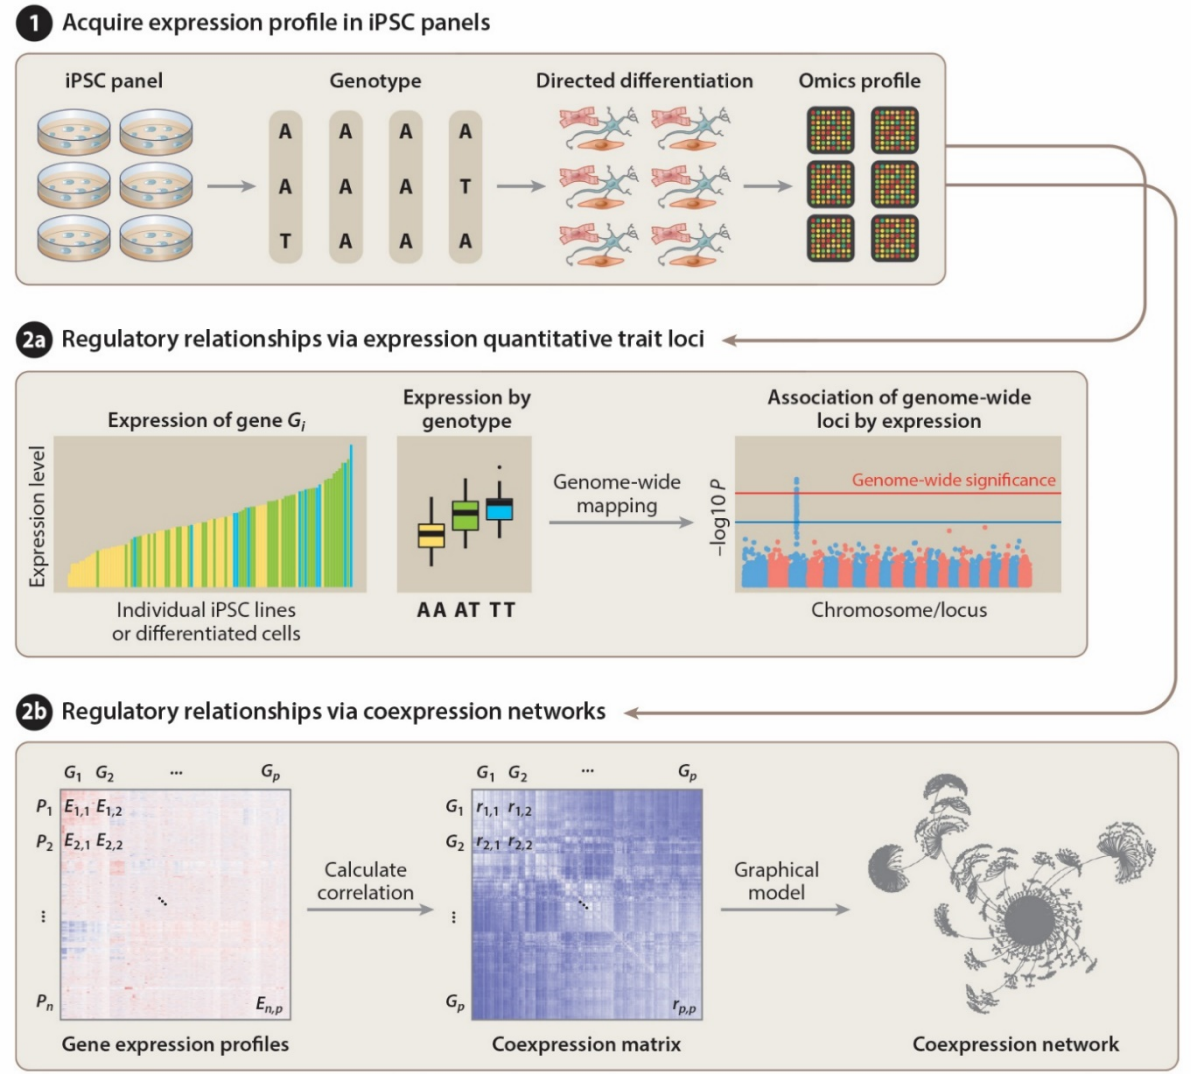 1 Acquire expression profile in iPSC panels
iPSC panel
Genotype
Directed differentiation
Omics profile
A A A A
A A A T
T A A A
2a Regulatory relationships via expression quantitative trait loci
Expression of gene Gi
Expression by
genotype
Association of genome-wide
loci by expression
Expression level
Individual iPSC lines
or differentiated cells
AA AT TT
Genome-wide
mapping
–log10 P
Genome-wide significance
Chromosome/locus
2b Regulatory relationships via coexpression networks
G1 G2 ... Gp
P1 E1,1 E1,2
P2 E2,1 E2,2
⋮ ⋱
Pn En,p
Gene expression profiles
Calculate
correlation
G1 G2 ... Gp
G1 r1,1 r1,2
G2 r2,1 r2,2
⋮ ⋱
Gp rp,p
Coexpression matrix
Graphical
model
Coexpression network